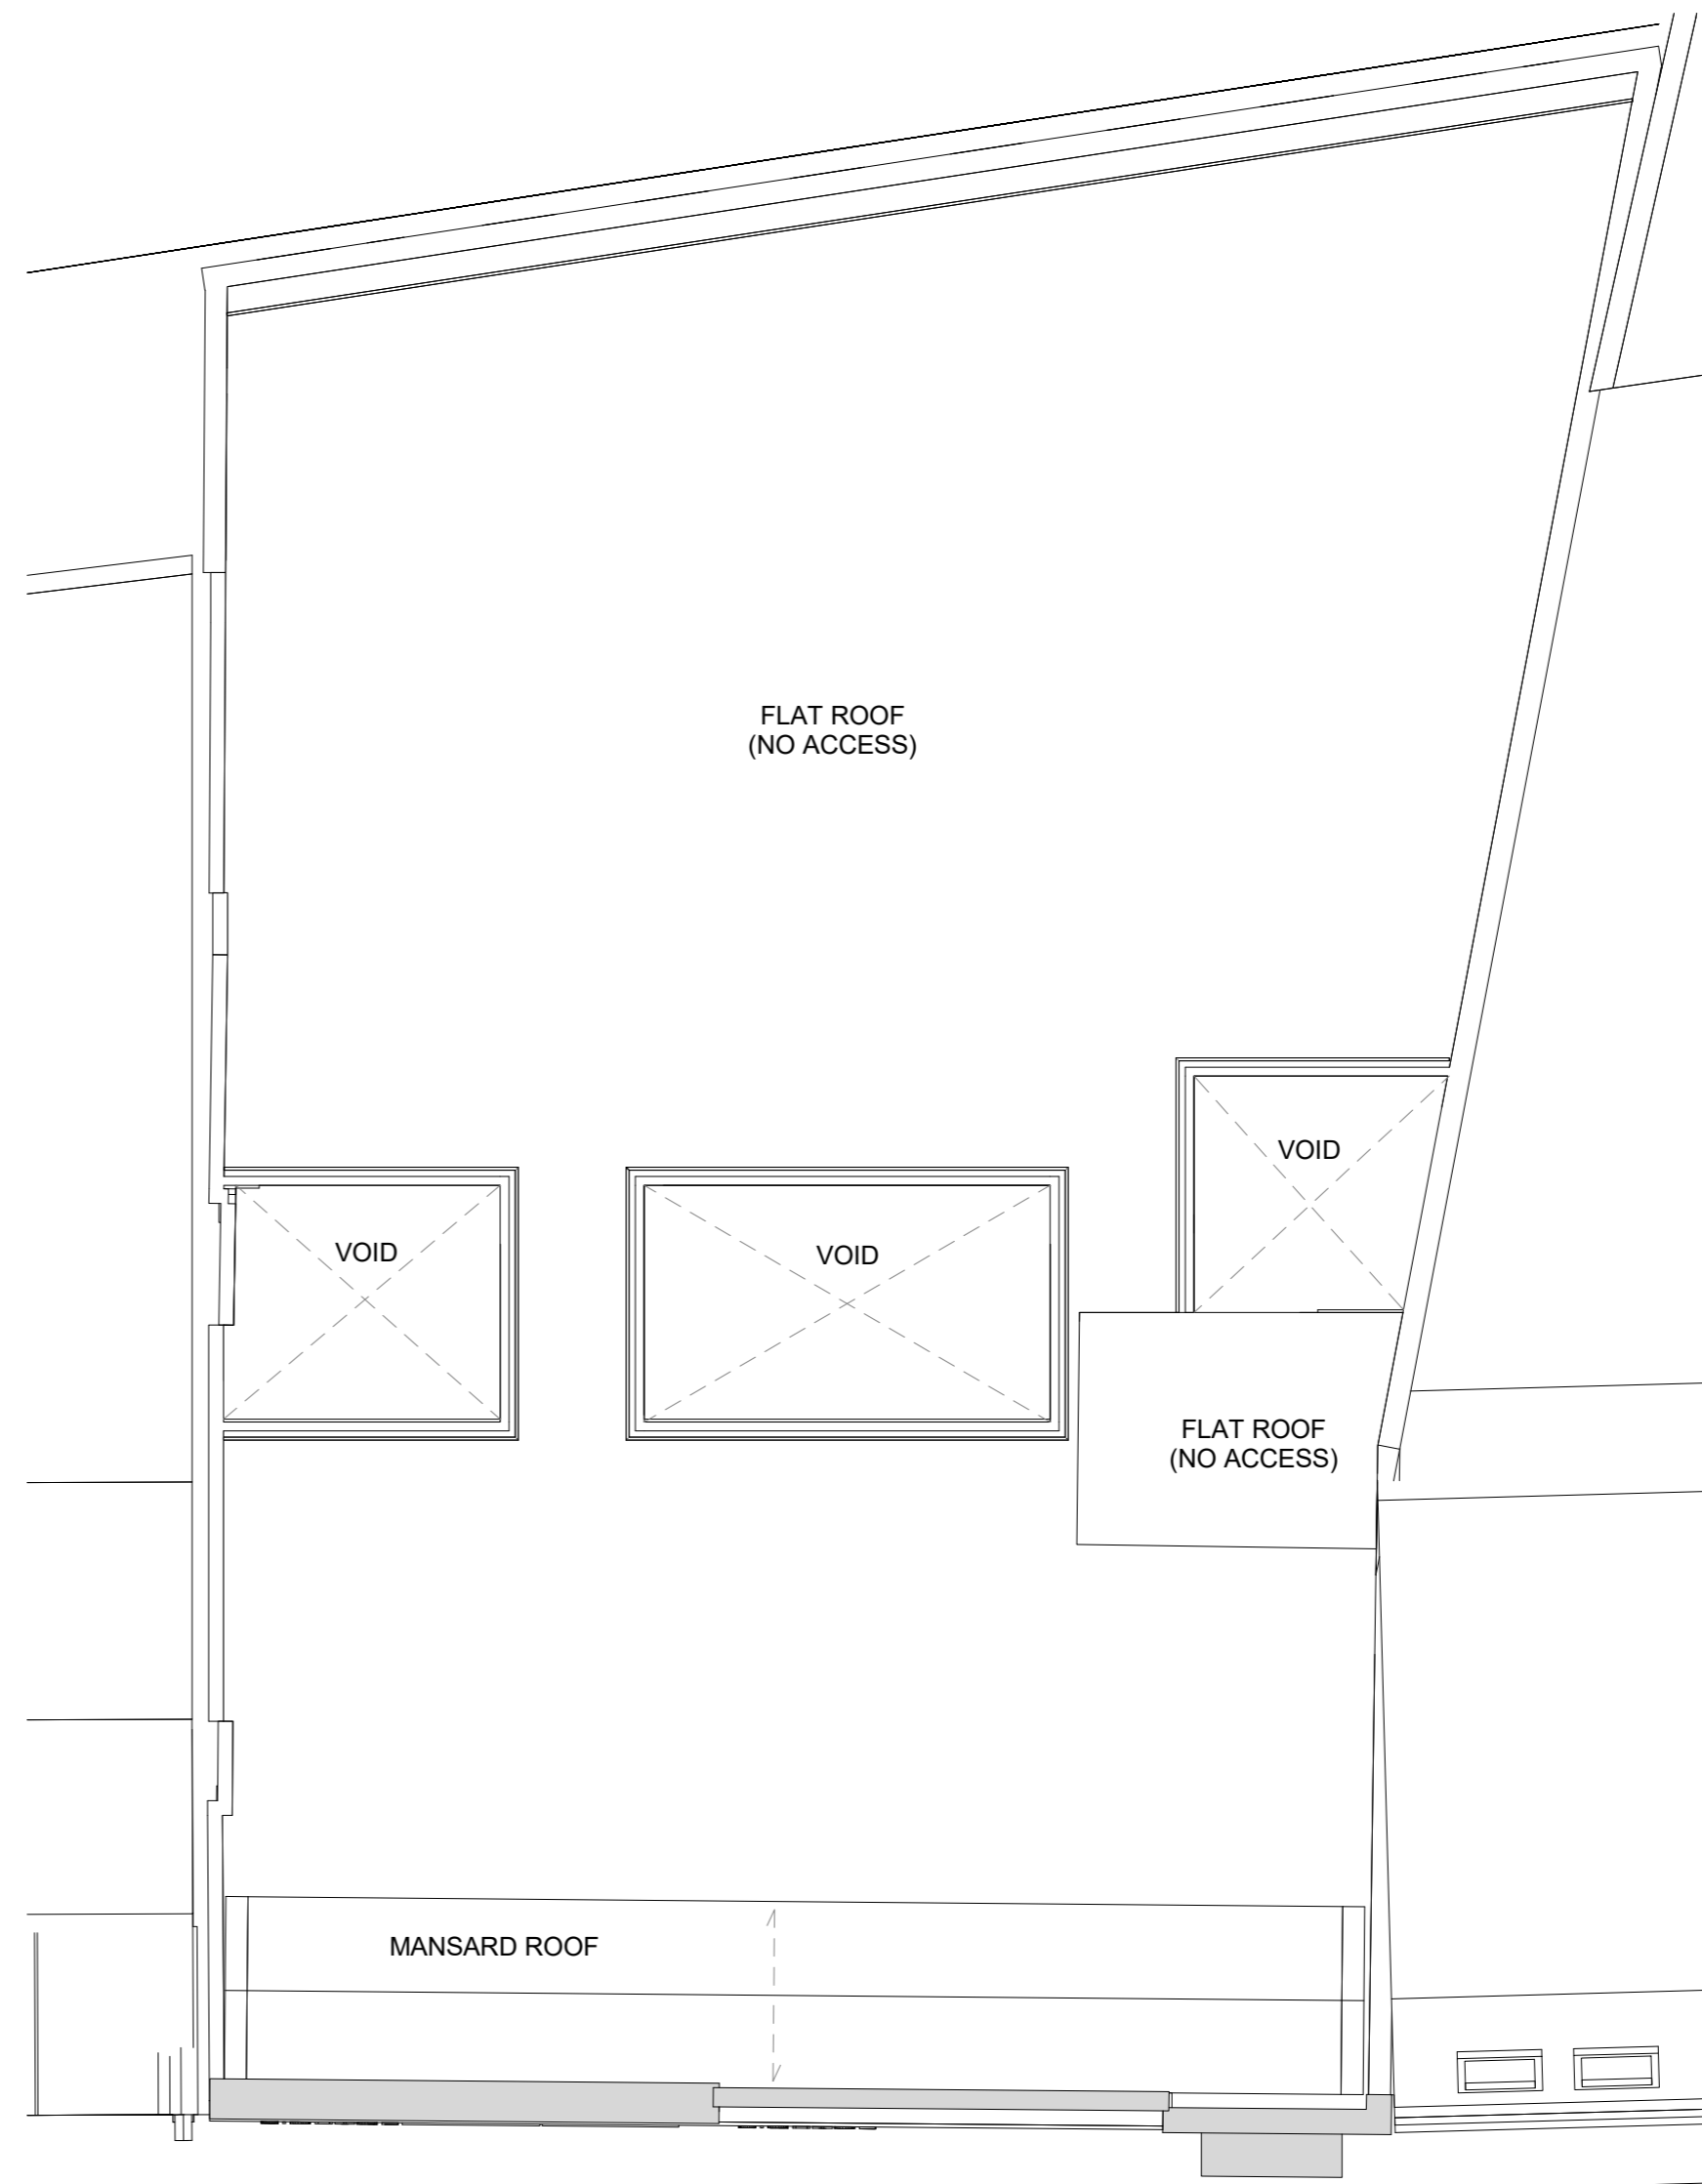 FLAT ROOF
(NO ACCESS)
VOID
VOID
VOID
FLAT ROOF
(NO ACCESS)
MANSARD ROOF